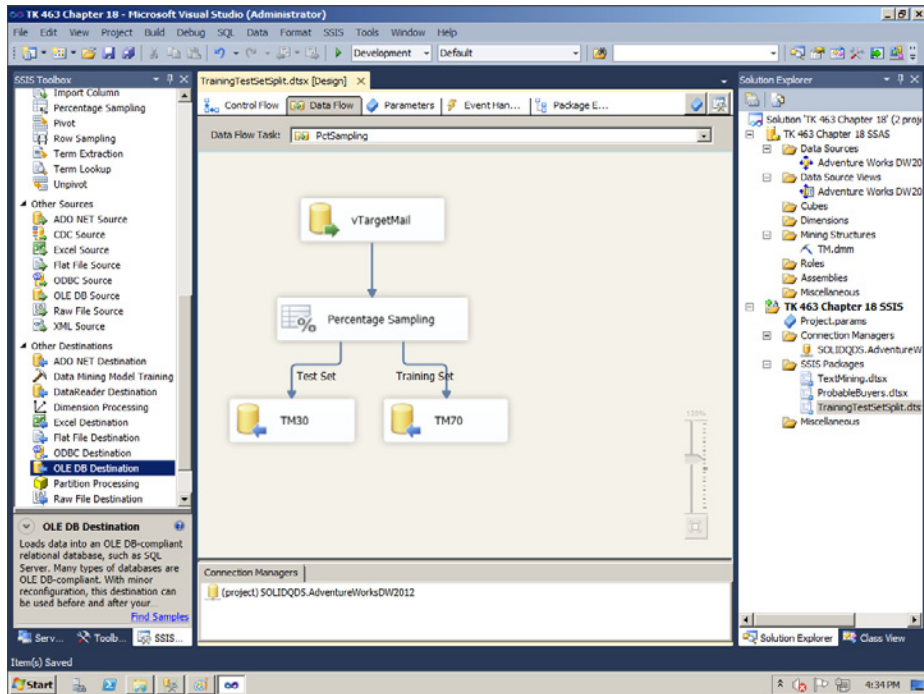 TK 463 Chapter 18 - Microsoft Visual Studio (Administrator)
File Edit View Project Build Debug SQL Data Format SSIS Tools Window Help
Development Default
SSIS Toolbox
Import Column
Percentage Sampling
Pivot
Row Sampling
Term Extraction
Term Lookup
Unpivot
Other Sources
ADO NET Source
CDC Source
Excel Source
Flat File Source
ODBC Source
OLE DB Source
Raw File Source
XML Source
Other Destinations
ADO NET Destination
Data Mining Model Training
DataReader Destination
Dimension Processing
Excel Destination
Flat File Destination
ODBC Destination
OLE DB Destination
Partition Processing
Raw File Destination
OLE DB Destination
Loads data into an OLE DB-compliant
relational database, such as SQL
Server. Many types of databases are
OLE DB-compliant. With minor
reconfiguration, this destination can
be used before and after your...
Find Samples
Serv... Toolb... SSIS...
TrainingTestSetSplit.dtsx [Design]
Control Flow Data Flow Parameters Event Han... Package E...
Data Flow Task: PctSampling
vTargetMail
Percentage Sampling
Test Set Training Set
TM30 TM70
Connection Managers
(project) SOLIDQDS.AdventureWorksDW2012
Solution Explorer
Solution 'TK 463 Chapter 18' (2 proje
TK 463 Chapter 18 SSAS
Data Sources
Adventure Works DW20
Data Source Views
Adventure Works DW20
Cubes
Dimensions
Mining Structures
TM.dmm
Roles
Assemblies
Miscellaneous
TK 463 Chapter 18 SSIS
Project.params
Connection Managers
SOLIDQDS.AdventureW
SSIS Packages
TextMining.dtsx
ProbableBuyers.dtsx
TrainingTestSetSplit.dts
Miscellaneous
Solution Explorer Class View
Item(s) Saved
Start
4:34 PM